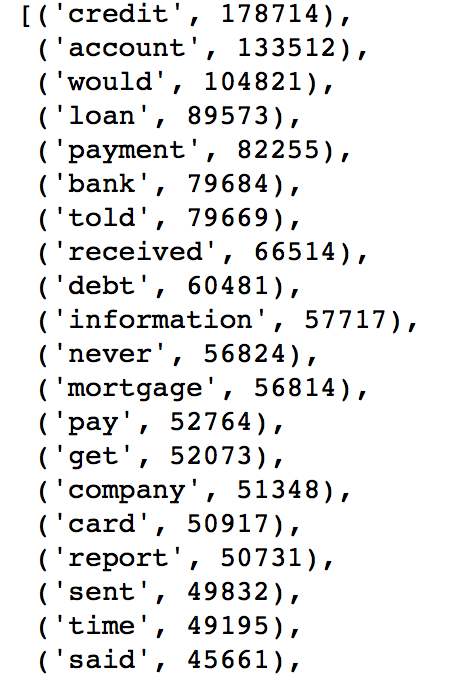 [('credit', 178714),
('account', 133512),
('would', 104821),
('loan', 89573),
('payment', 82255),
('bank', 79684),
('told', 79669),
('received', 66514),
('debt', 60481),
('information', 57717),
('never', 56824),
('mortgage', 56814),
('pay', 52764),
('get', 52073),
('company', 51348),
('card', 50917),
('report', 50731),
('sent', 49832),
('time', 49195),
('said', 45661),